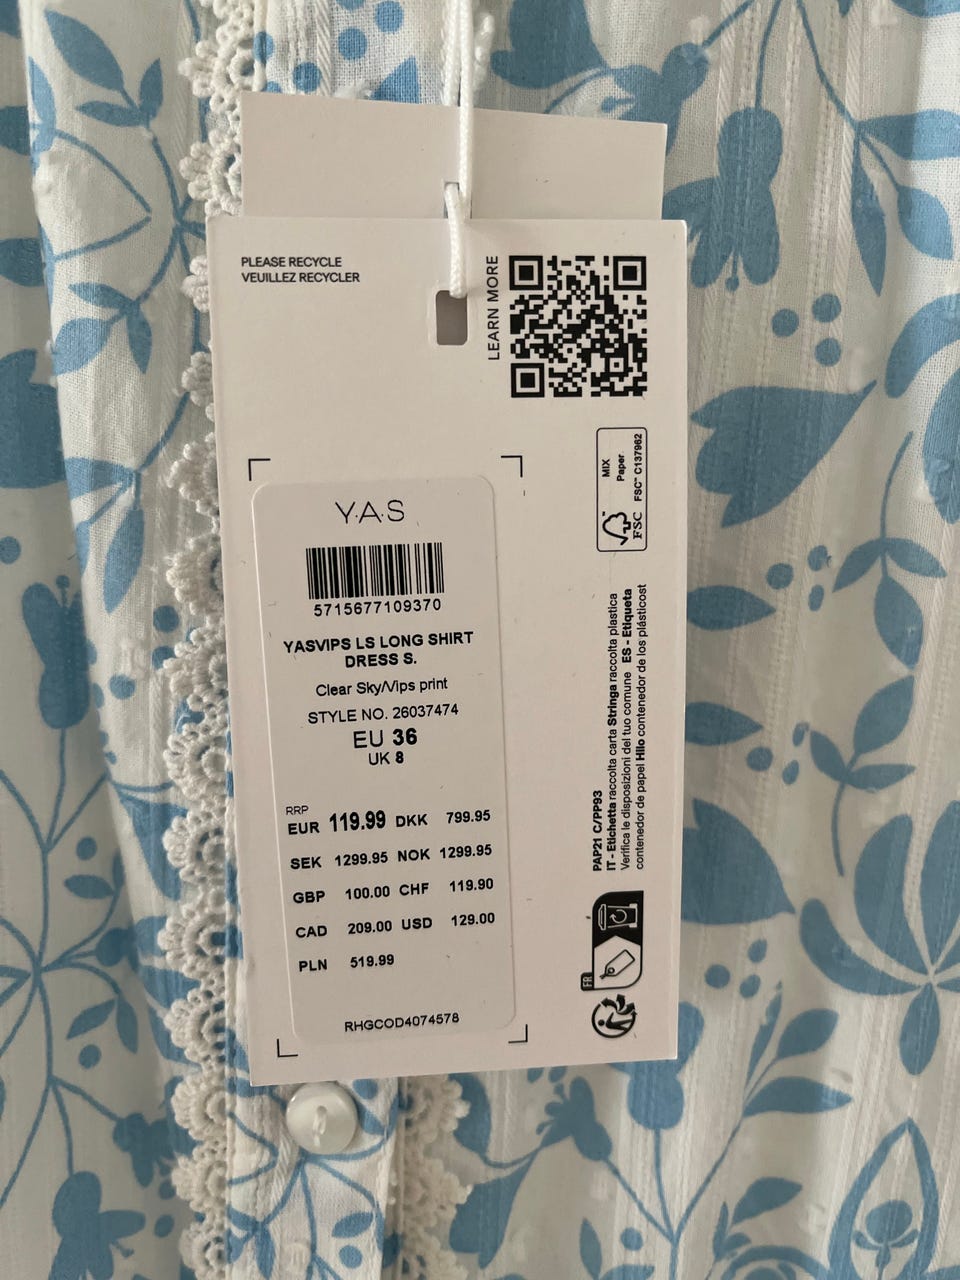 PLEASE RECYCLE
VEUILLEZ RECYCLER
LEARN MORE
MIX
Paper
FSC™ C137962
FSC
Y.A.S
5715677109370
YASVIPS LS LONG SHIRT
DRESS S.
Clear Sky/Vips print
STYLE NO. 26037474
EU 36
UK 8
RRP
EUR 119.99 DKK 799.95
SEK 1299.95 NOK 1299.95
GBP 100.00 CHF 119.90
CAD 209.00 USD 129.00
PLN 519.99
RHGCOD4074578
PAP21 C/PP93
IT - Etichetta raccolta carta Stringa raccolta plastica
Verifica le disposizioni del tuo comune ES - Etiqueta
contenedor de papel Hilo contenedor de los plásticost
FR